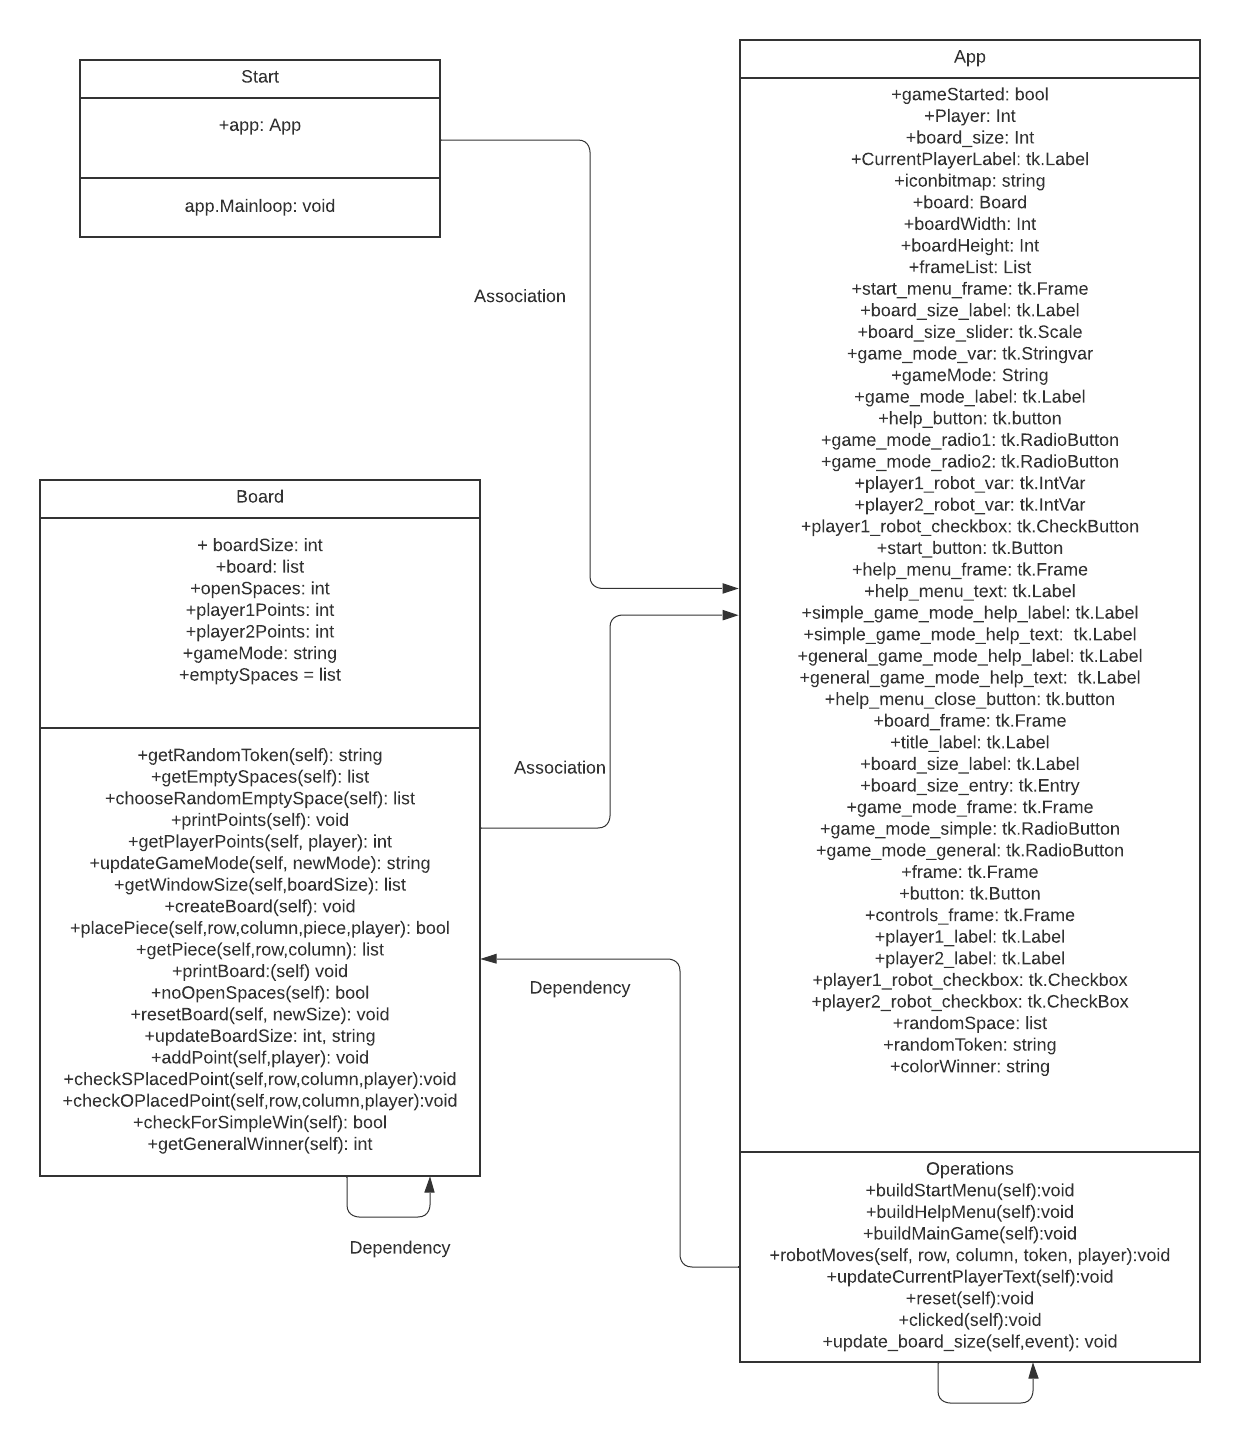 Start
+app: App
app.Mainloop: void
Association
App
+gameStarted: bool
+Player: Int
+board_size: Int
+CurrentPlayerLabel: tk.Label
+iconbitmap: string
+board: Board
+boardWidth: Int
+boardHeight: Int
+frameList: List
+start_menu_frame: tk.Frame
+board_size_label: tk.Label
+board_size_slider: tk.Scale
+game_mode_var: tk.Stringvar
+gameMode: String
+game_mode_label: tk.Label
+help_button: tk.button
+game_mode_radio1: tk.RadioButton
+game_mode_radio2: tk.RadioButton
+player1_robot_var: tk.IntVar
+player2_robot_var: tk.IntVar
+player1_robot_checkbox: tk.CheckButton
+start_button: tk.Button
+help_menu_frame: tk.Frame
+help_menu_text: tk.Label
+simple_game_mode_help_label: tk.Label
+simple_game_mode_help_text:  tk.Label
+general_game_mode_help_label: tk.Label
+general_game_mode_help_text:  tk.Label
+help_menu_close_button: tk.button
+board_frame: tk.Frame
+title_label: tk.Label
+board_size_label: tk.Label
+board_size_entry: tk.Entry
+game_mode_frame: tk.Frame
+game_mode_simple: tk.RadioButton
+game_mode_general: tk.RadioButton
+frame: tk.Frame
+button: tk.Button
+controls_frame: tk.Frame
+player1_label: tk.Label
+player2_label: tk.Label
+player1_robot_checkbox: tk.Checkbox
+player2_robot_checkbox: tk.CheckBox
+randomSpace: list
+randomToken: string
+colorWinner: string
Operations
+buildStartMenu(self):void
+buildHelpMenu(self):void
+buildMainGame(self):void
+robotMoves(self, row, column, token, player):void
+updateCurrentPlayerText(self):void
+reset(self):void
+clicked(self):void
+update_board_size(self,event): void
Board
+ boardSize: int
+board: list
+openSpaces: int
+player1Points: int
+player2Points: int
+gameMode: string
+emptySpaces = list
+getRandomToken(self): string
+getEmptySpaces(self): list
+chooseRandomEmptySpace(self): list
+printPoints(self): void
+getPlayerPoints(self, player): int
+updateGameMode(self, newMode): string
+getWindowSize(self,boardSize): list
+createBoard(self): void
+placePiece(self,row,column,piece,player): bool
+getPiece(self,row,column): list
+printBoard:(self) void
+noOpenSpaces(self): bool
+resetBoard(self, newSize): void
+updateBoardSize: int, string
+addPoint(self,player): void
+checkSPlacedPoint(self,row,column,player):void
+checkOPlacedPoint(self,row,column,player):void
+checkForSimpleWin(self): bool
+getGeneralWinner(self): int
Association
Dependency
Dependency